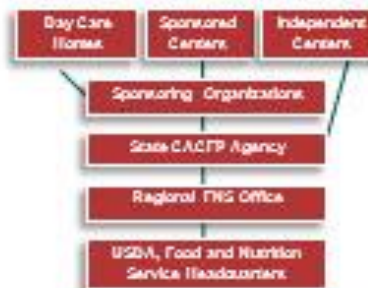 Day Care
Homes
Sponsored
Centers
Independent
Centers
Sponsoring Organizations
State CACFP Agency
Regional FNS Office
USDA, Food and Nutrition
Service Headquarters